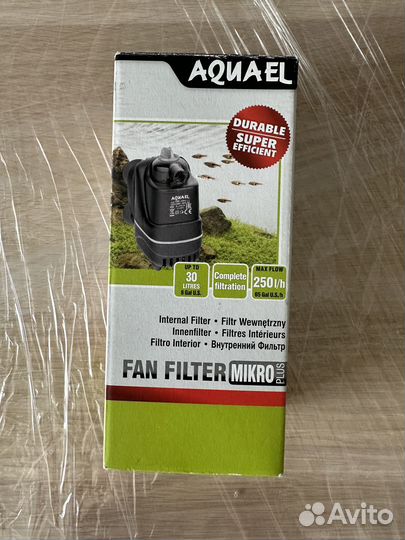 AQUAEL
DURABLE
SUPER
EFFICIENT
AQUAEL
UP TO
30
LITRES
8 Gal U.S.
Complete
filtration
MAX FLOW
250 l/h
65 Gal U.S./h
Internal Filter • Filtr Wewnętrzny
Innenfilter • Filtres Intérieurs
Filtro Interior • Внутренний Фильтр
FAN FILTER MIKRO PLUS
Avito